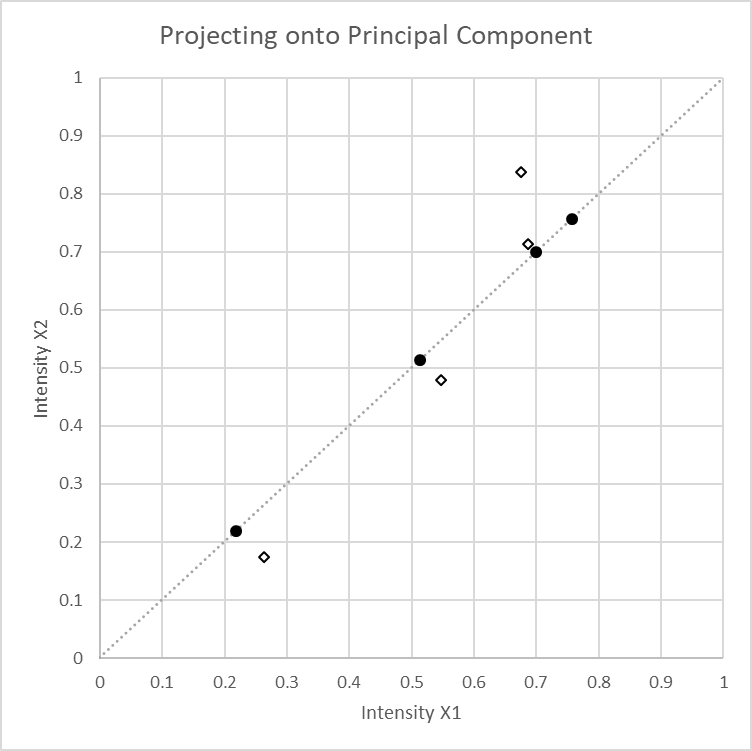 Projecting onto Principal Component
1
0.9
0.8
0.7
0.6
0.5
0.4
0.3
0.2
0.1
0
Intensity X2
0 0.1 0.2 0.3 0.4 0.5 0.6 0.7 0.8 0.9 1
Intensity X1